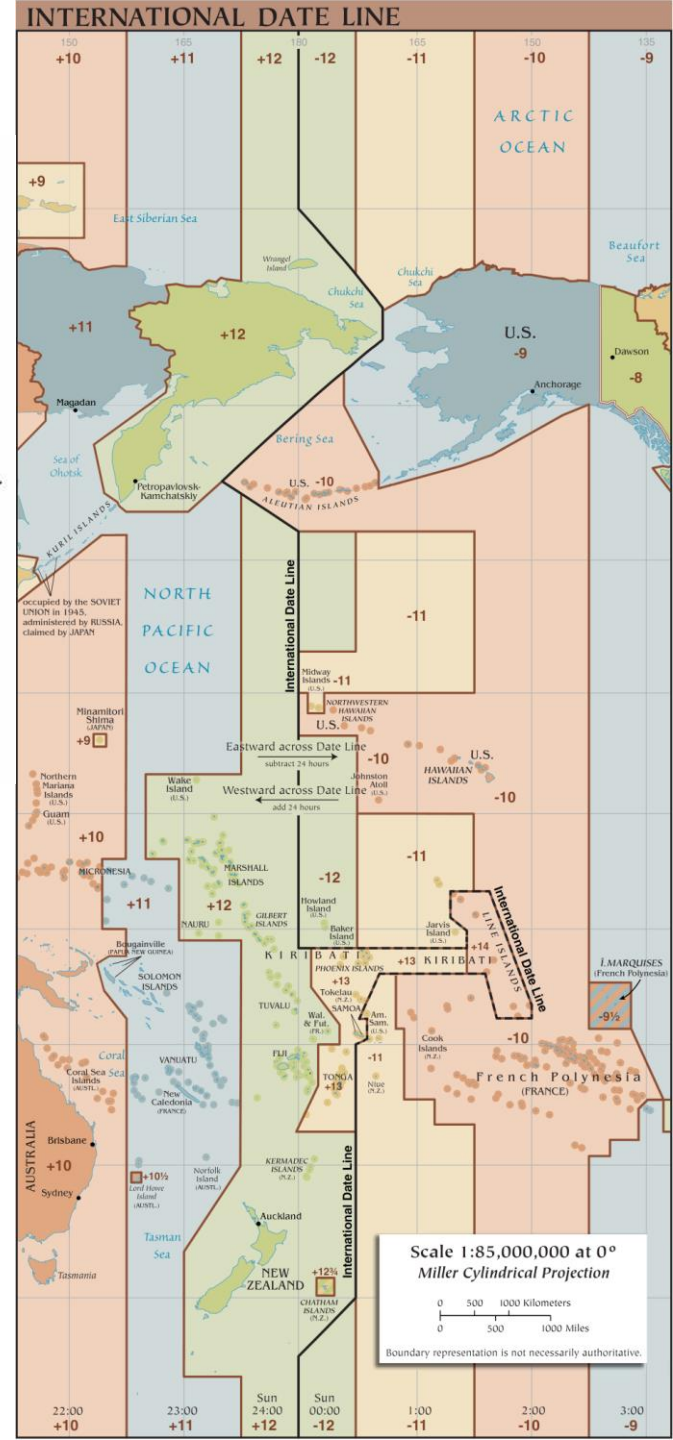 INTERNATIONAL DATE LINE
150 165 180 165 150 135
+10 +11 +12 -12 -11 -10 -9
ARCTIC
OCEAN
+9
East Siberian Sea
Wrangel
Island
Chukchi
Sea
Chukchi
Sea
Beaufort
Sea
+11
+12
U.S.
-9
Dawson
-8
Magadan
Anchorage
Bering Sea
Sea of
Ohotsk
Petropavlovsk-
Kamchatskiy
U.S. -10
ALEUTIAN ISLANDS
KURIL ISLANDS
occupied by the SOVIET
UNION in 1945,
administered by RUSSIA,
claimed by JAPAN
NORTH
PACIFIC
OCEAN
International Date Line
-11
Midway
Islands
(U.S.)
-11
NORTHWESTERN
HAWAIIAN
ISLANDS
U.S.
Minamitori
Shima
(JAPAN)
+9
Eastward across Date Line
subtract 24 hours
Westward across Date Line
add 24 hours
-10
U.S.
HAWAIIAN
ISLANDS
-10
Johnston
Atoll
(U.S.)
Wake
Island
(U.S.)
Northern
Mariana
Islands
(U.S.)
Guam
(U.S.)
+10
MICRONESIA
MARSHALL
ISLANDS
-12
-11
+11
+12
NAURU
GILBERT
ISLANDS
Howland
Island
(U.S.)
Baker
Island
(U.S.)
Jarvis
Island
(U.S.)
International Date Line
LINE ISLANDS
+14
Bougainville
(PAPUA NEW GUINEA)
KIRIBATI
PHOENIX ISLANDS
+13
+13 KIRIBATI
SOLOMON
ISLANDS
Tokelau
(N.Z.)
TUVALU
Wal.
& Fut.
(FR.)
SAMOA
Am.
Sam.
(U.S.)
Î.MARQUISES
(French Polynesia)
-9½
Coral
Sea
Coral Sea
Islands
(AUSTL.)
VANUATU
FIJI
TONGA
+13
-11
Niue
(N.Z.)
Cook
Islands
(N.Z.)
-10
French Polynesia
(FRANCE)
New
Caledonia
(FRANCE)
AUSTRALIA
Brisbane
+10
Sydney
+10½
Lord Howe
Island
(AUSTL.)
Norfolk
Island
(AUSTL.)
KERMADEC
ISLANDS
(N.Z.)
International Date Line
Tasman
Sea
Tasmania
Auckland
NEW
ZEALAND
+12¾
CHATHAM
ISLANDS
(N.Z.)
Scale 1:85,000,000 at 0°
Miller Cylindrical Projection
0 500 1000 Kilometers
0 500 1000 Miles
Boundary representation is not necessarily authoritative.
Sun Sun
22:00 23:00 24:00 00:00 1:00 2:00 3:00
+10 +11 +12 -12 -11 -10 -9